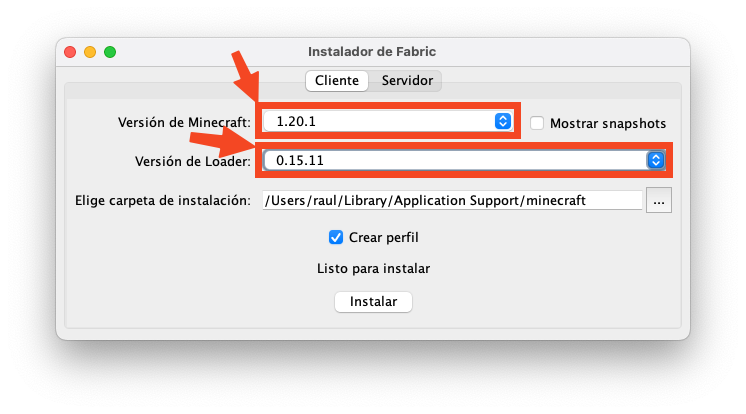 Instalador de Fabric
Cliente Servidor
Versión de Minecraft: 1.20.1 Mostrar snapshots
Versión de Loader: 0.15.11
Elige carpeta de instalación: /Users/raul/Library/Application Support/minecraft ...
Crear perfil
Listo para instalar
Instalar